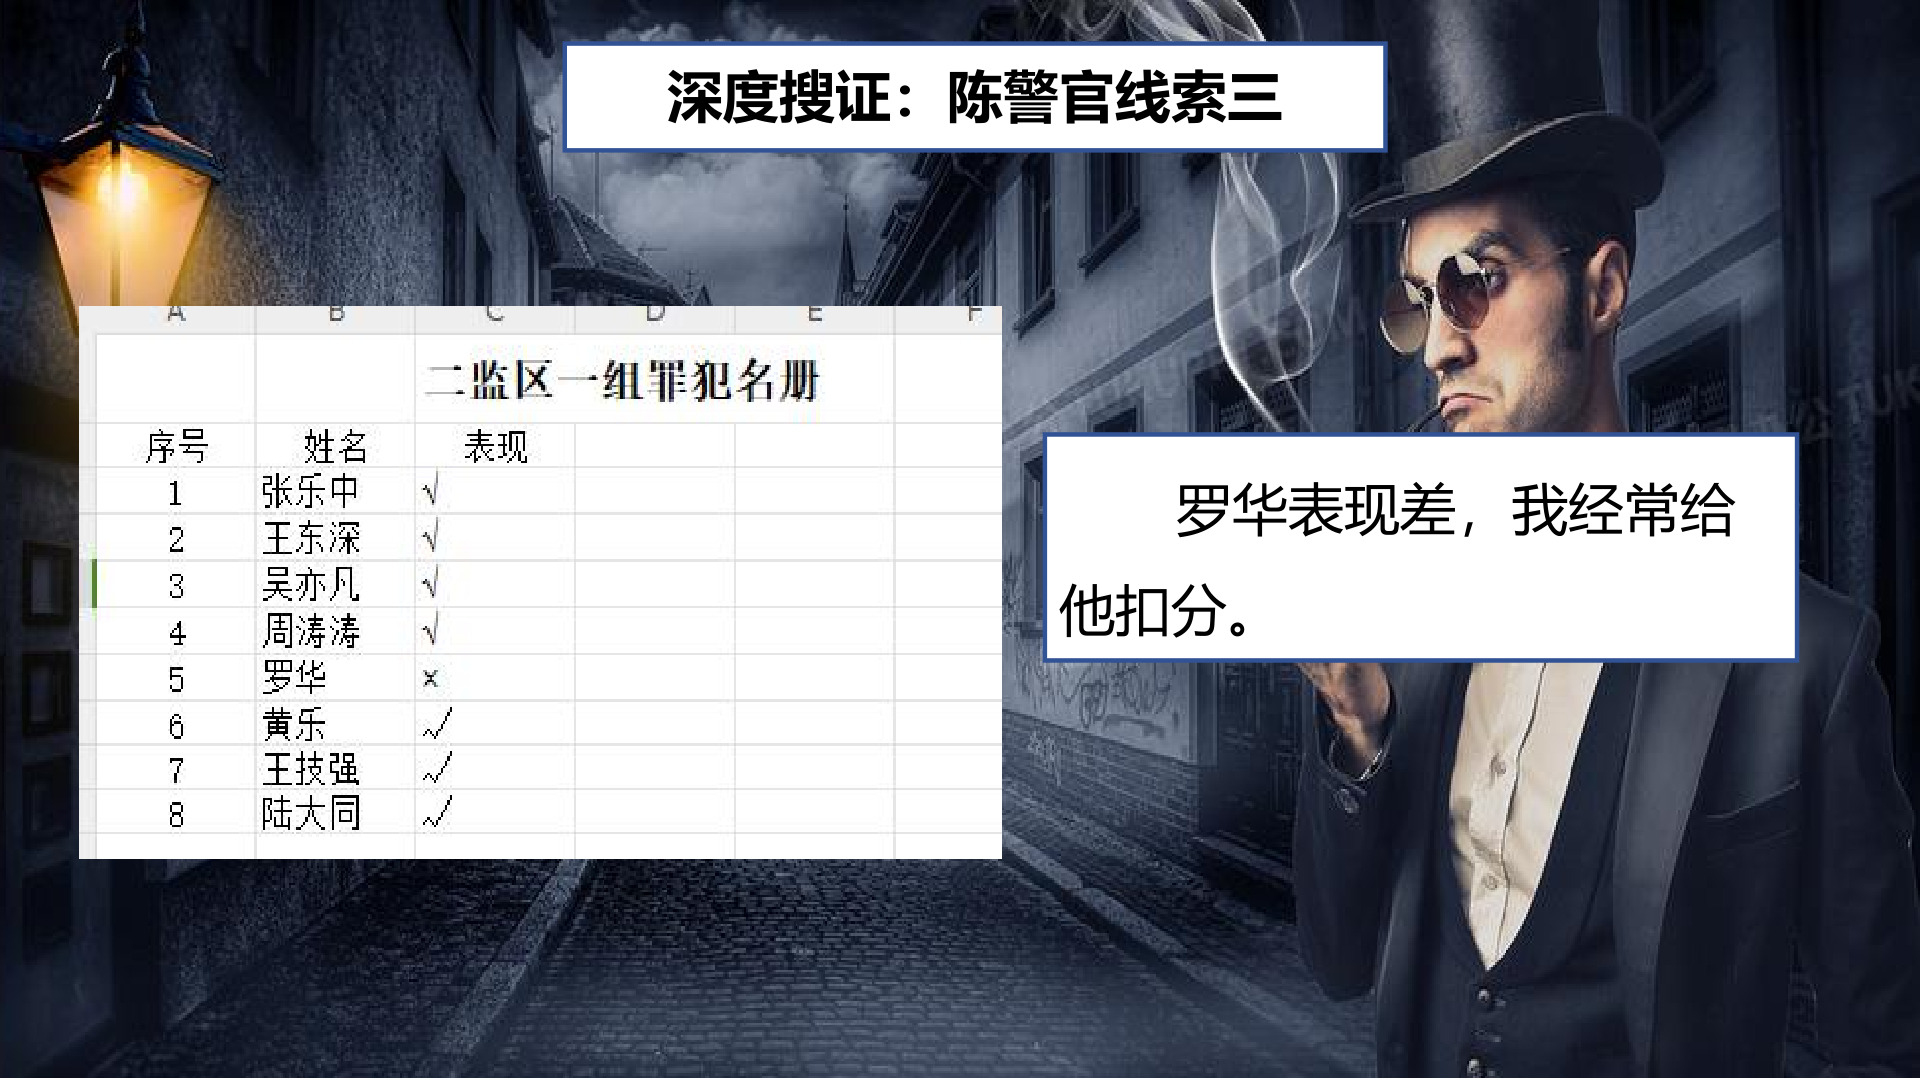 深度搜证：陈警官线索三
A B C D E F
二监区一组罪犯名册
序号 姓名 表现
1 张乐中 √
2 王东深 √
3 吴亦凡 √
4 周涛涛 √
5 罗华 ×
6 黄乐 √
7 王技强 √
8 陆大同 √
罗华表现差，我经常给
他扣分。